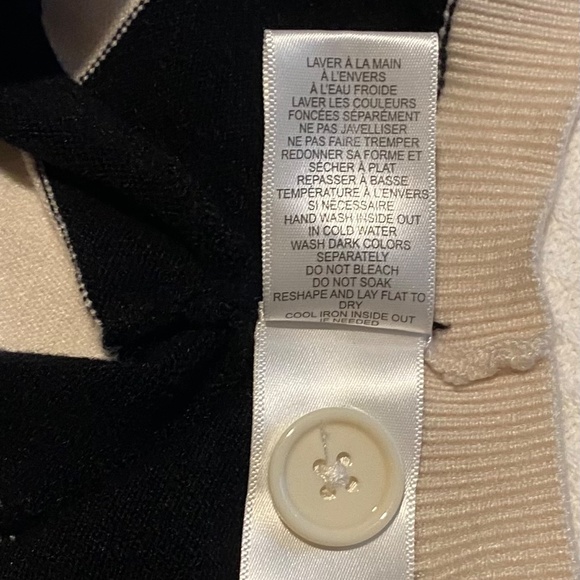 LAVER À LA MAIN
À L'ENVERS
À L'EAU FROIDE
LAVER LES COULEURS
FONCÉES SÉPARÉMENT
NE PAS JAVELLISER
NE PAS FAIRE TREMPER
REDONNER SA FORME ET
SÉCHER À PLAT
REPASSER À BASSE
TEMPÉRATURE À L'ENVERS
SI NÉCESSAIRE
HAND WASH INSIDE OUT
IN COLD WATER
WASH DARK COLORS
SEPARATELY
DO NOT BLEACH
DO NOT SOAK
RESHAPE AND LAY FLAT TO
DRY
COOL IRON INSIDE OUT
IF NEEDED